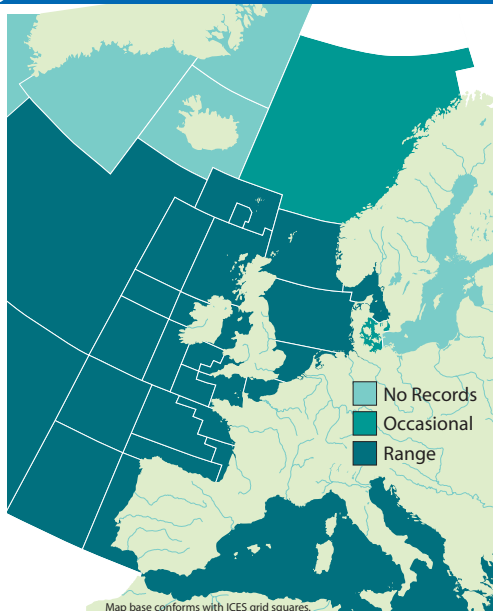 No Records
Occasional
Range
Map base conforms with ICES grid squares.